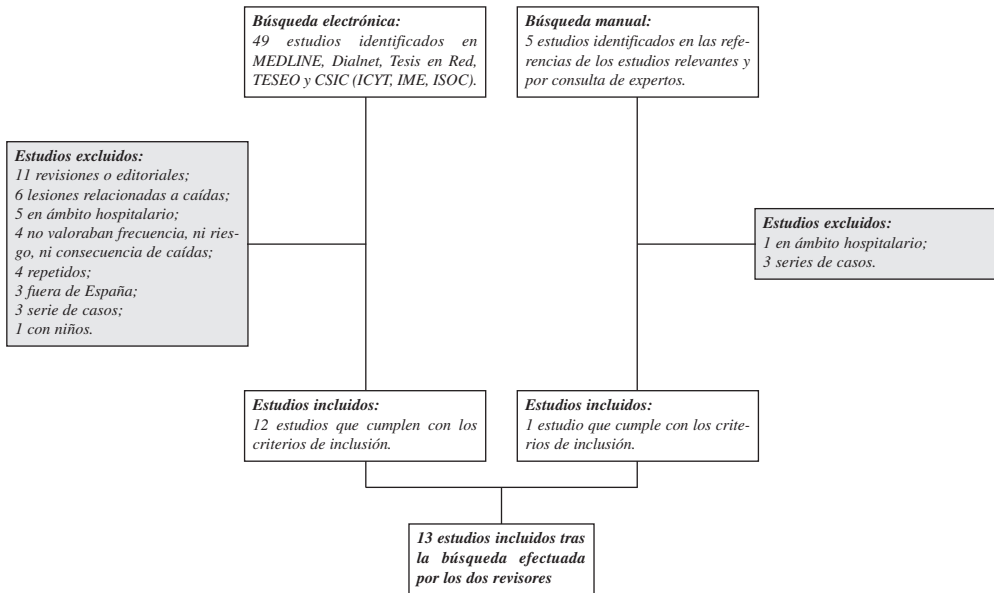 Búsqueda electrónica:
49 estudios identificados en
MEDLINE, Dialnet, Tesis en Red,
TESEO y CSIC (ICYT, IME, ISOC).
Búsqueda manual:
5 estudios identificados en las refe-
rencias de los estudios relevantes y
por consulta de expertos.
Estudios excluidos:
11 revisiones o editoriales;
6 lesiones relacionadas a caídas;
5 en ámbito hospitalario;
4 no valoraban frecuencia, ni ries-
go, ni consecuencia de caídas;
4 repetidos;
3 fuera de España;
3 serie de casos;
1 con niños.
Estudios excluidos:
1 en ámbito hospitalario;
3 series de casos.
Estudios incluidos:
12 estudios que cumplen con los
criterios de inclusión.
Estudios incluidos:
1 estudio que cumple con los crite-
rios de inclusión.
13 estudios incluidos tras
la búsqueda efectuada
por los dos revisores